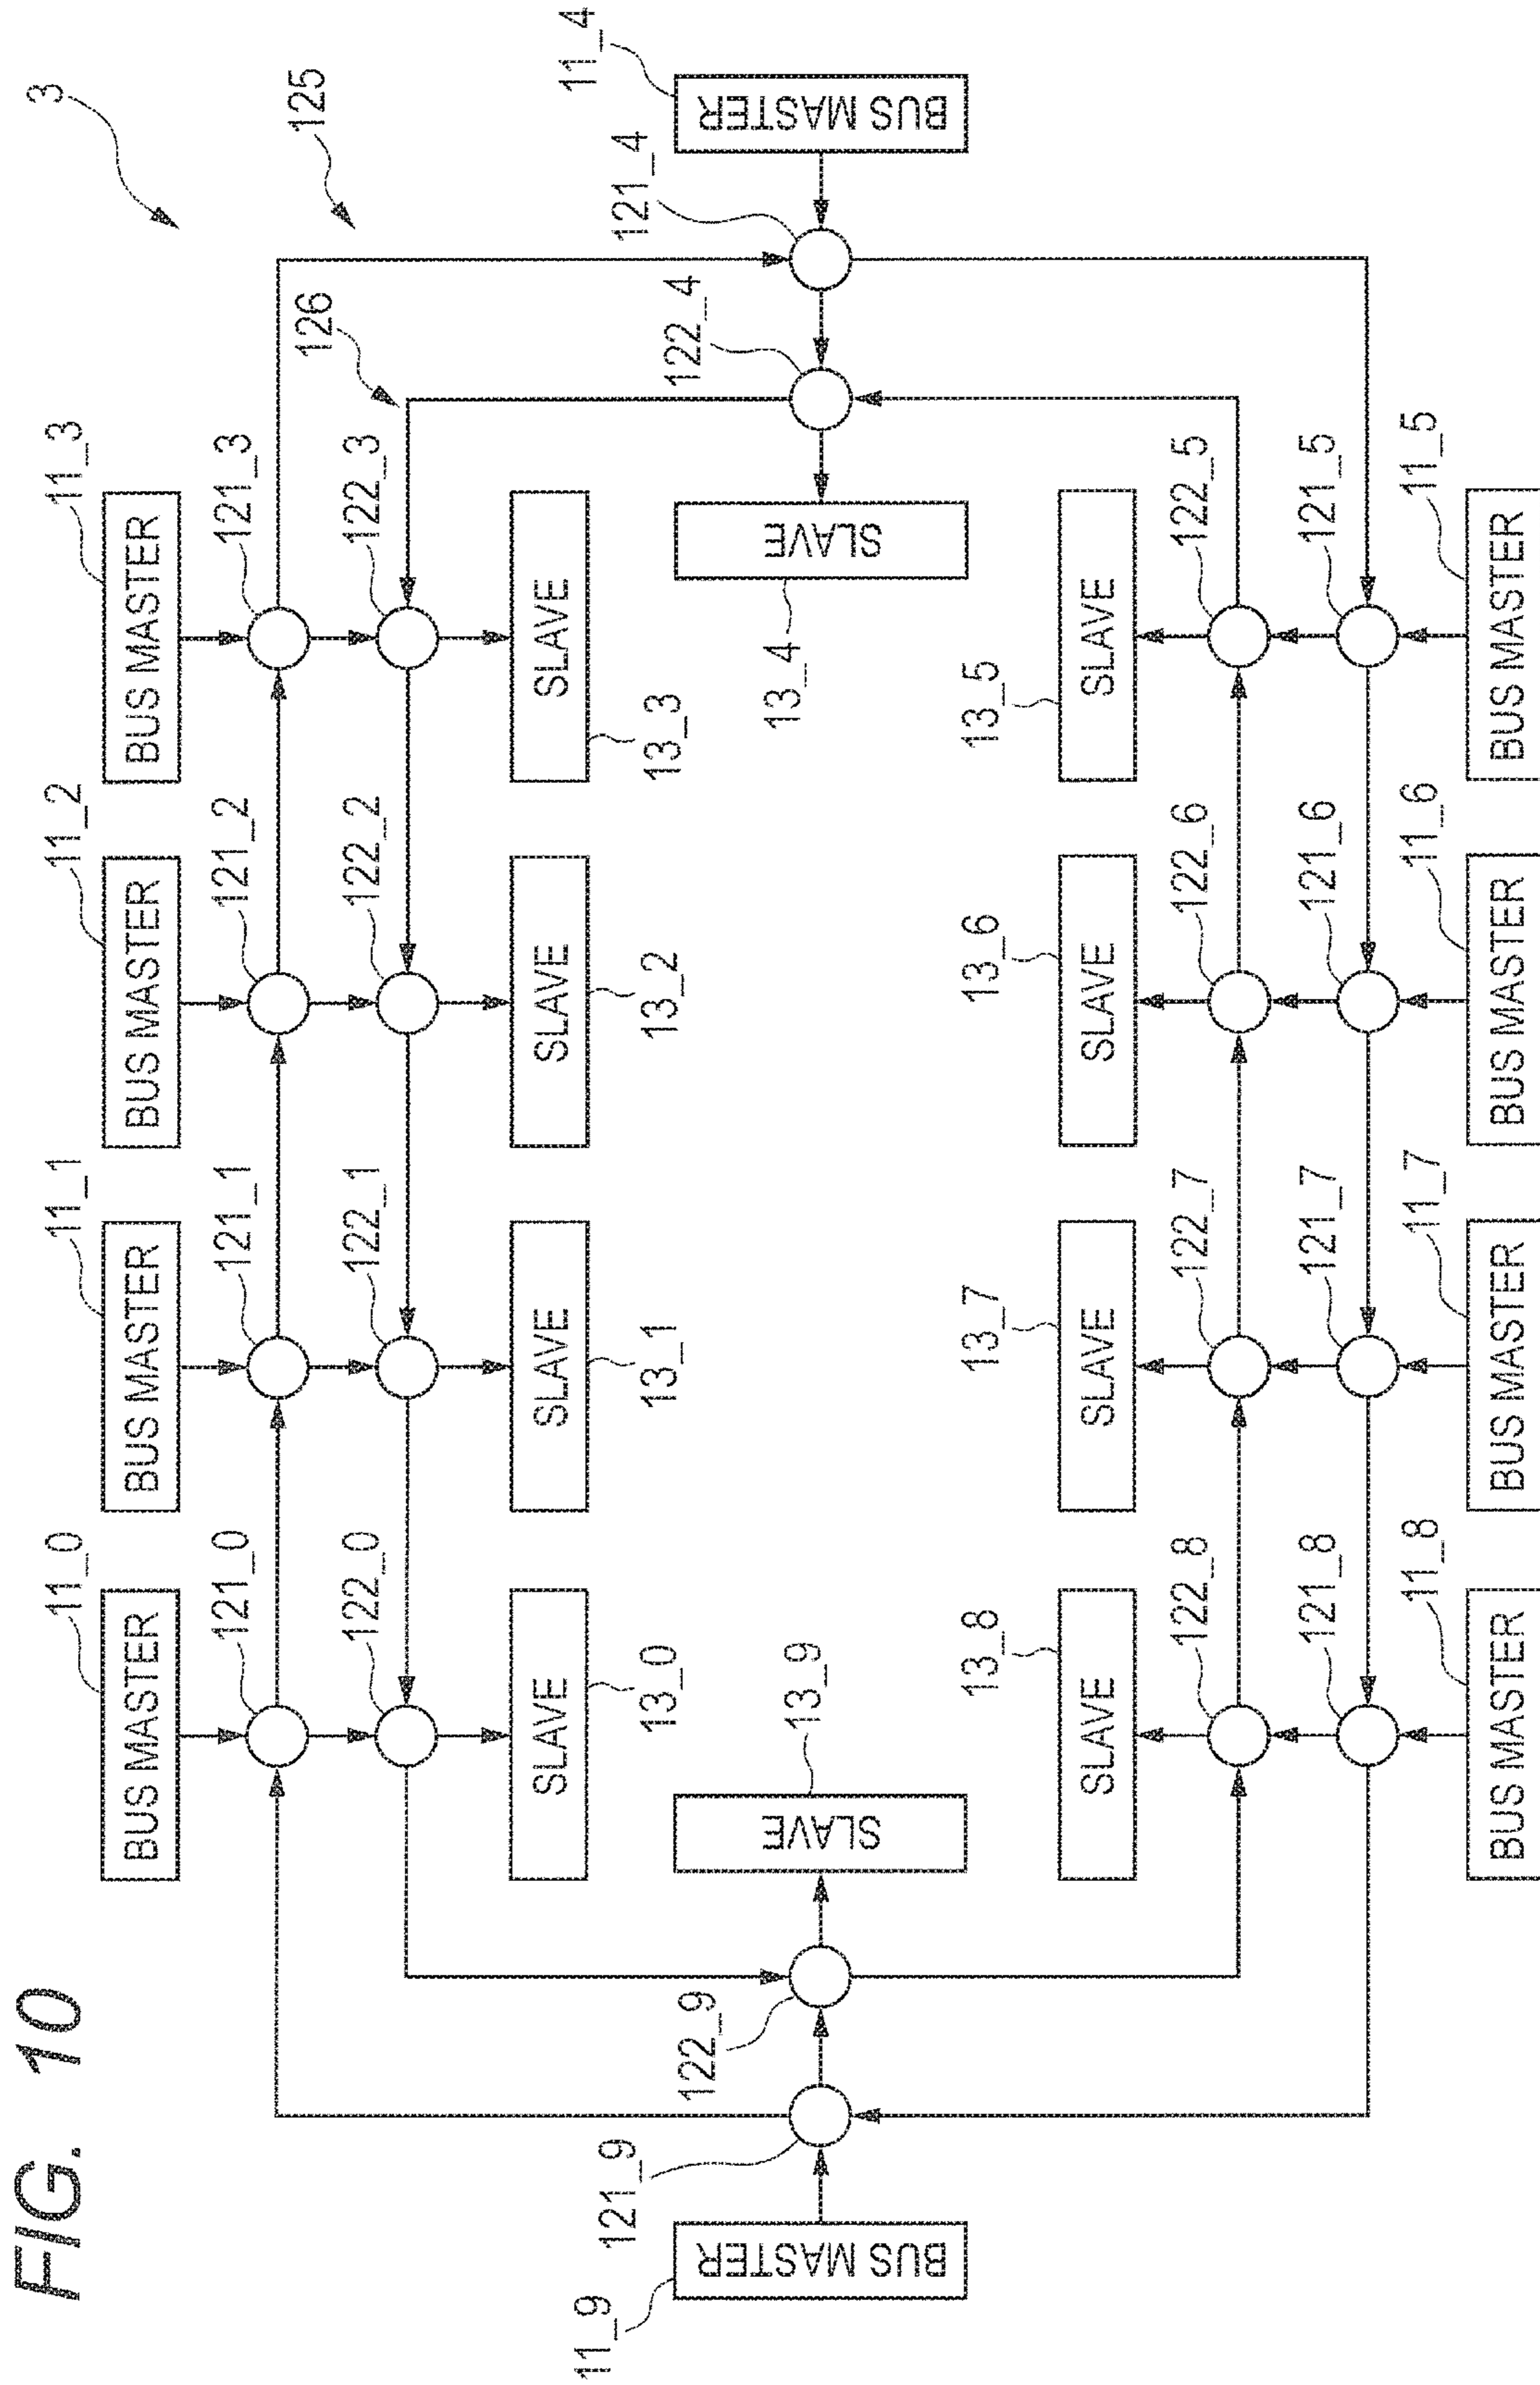 FIG. 10
3
125
126
11_0
BUS MASTER
121_0
122_0
SLAVE
13_0
11_1
BUS MASTER
121_1
122_1
SLAVE
13_1
11_2
BUS MASTER
121_2
122_2
SLAVE
13_2
11_3
BUS MASTER
121_3
122_3
SLAVE
13_3
11_4
BUS MASTER
121_4
122_4
SLAVE
13_4
13_5
SLAVE
122_5
121_5
11_5
BUS MASTER
13_6
SLAVE
122_6
121_6
11_6
BUS MASTER
13_7
SLAVE
122_7
121_7
11_7
BUS MASTER
13_8
SLAVE
122_8
121_8
11_8
BUS MASTER
13_9
SLAVE
122_9
121_9
11_9
BUS MASTER